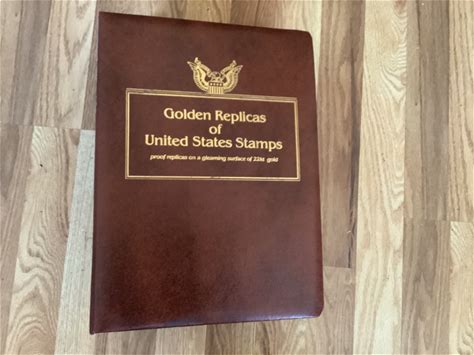 Golden Replicas
of
United States Stamps
proof replicas on a gleaming surface of 22kt gold